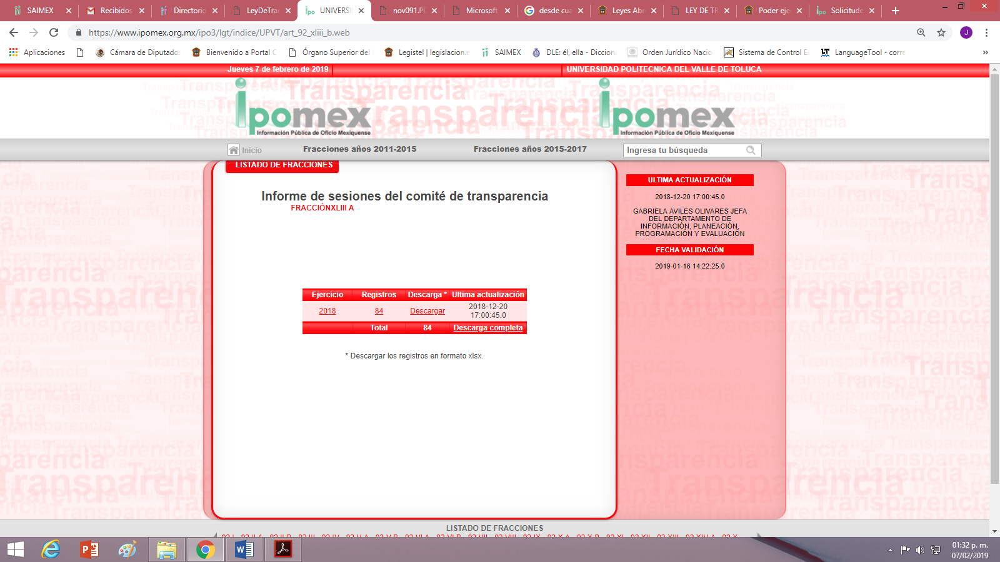 SAIMEX
Recibidos
Directorio
LeyDeTra
UNIVERSI
nov091.PD
Microsoft
desde cua
Leyes Abr
LEY DE TR
Poder eje
Solicitude
https://www.ipomex.org.mx/ipo3/lgt/indice/UPVT/art_92_xliii_b.web
J
Aplicaciones
Cámara de Diputados
Bienvenido a Portal C
Órgano Superior del
Legistel | legislacion.e
SAIMEX
DLE: él, ella - Diccion
Orden Jurídico Nacio
Sistema de Control Es
LanguageTool - corre
»
Jueves 7 de febrero de 2019
UNIVERSIDAD POLITECNICA DEL VALLE DE TOLUCA
Transparencia
ipomex
Información Pública de Oficio Mexiquense
ipomex
Información Pública de Oficio Mexiquense
Inicio
Fracciones años 2011-2015
Fracciones años 2015-2017
Ingresa tu búsqueda
LISTADO DE FRACCIONES
Informe de sesiones del comité de transparencia
FRACCIÓNXLIII A
Ejercicio Registros Descarga * Ultima actualización
2018 84 Descargar 2018-12-20
17:00:45.0
Total 84 Descarga completa
* Descargar los registros en formato xlsx.
ULTIMA ACTUALIZACIÓN
2018-12-20 17:00:45.0
GABRIELA AVILES OLIVARES JEFA
DEL DEPARTAMENTO DE
INFORMACIÓN, PLANEACIÓN,
PROGRAMACIÓN Y EVALUACIÓN
FECHA VALIDACIÓN
2019-01-16 14:22:25.0
LISTADO DE FRACCIONES
01:32 p. m.
07/02/2019